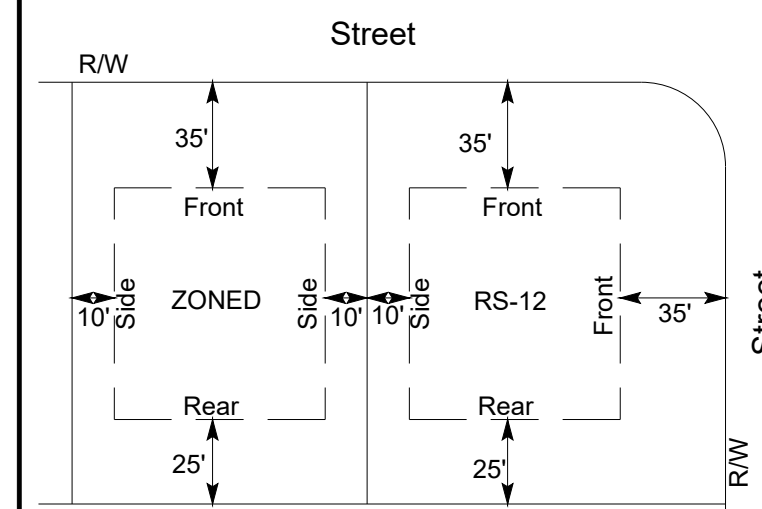 Street
R/W
35'
35'
Front
Front
10'
Side
ZONED
Side
10'
10'
Side
RS-12
Front
35'
Street
Rear
Rear
25'
25'
R/W